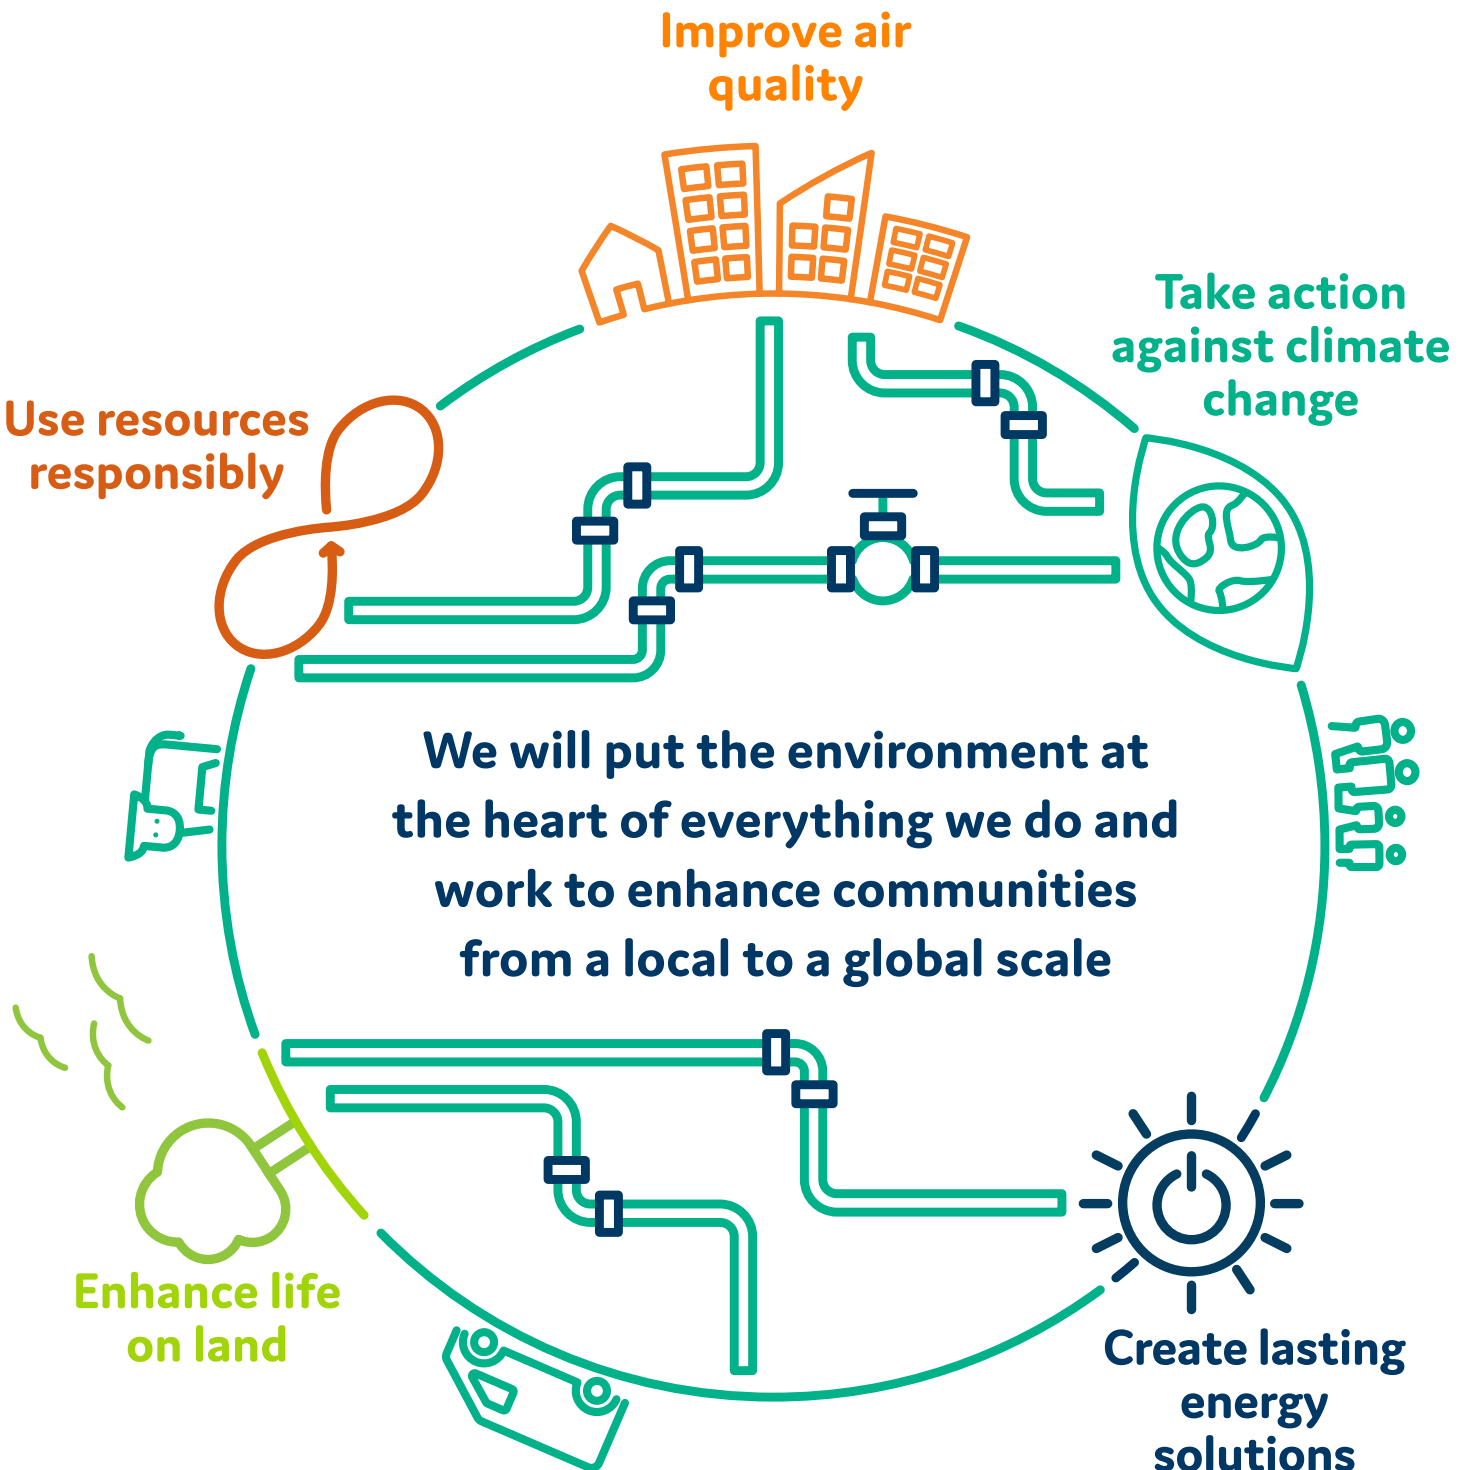 Improve air
quality
Take action
against climate
change
Use resources
responsibly
We will put the environment at
the heart of everything we do and
work to enhance communities
from a local to a global scale
Enhance life
on land
Create lasting
energy
solutions